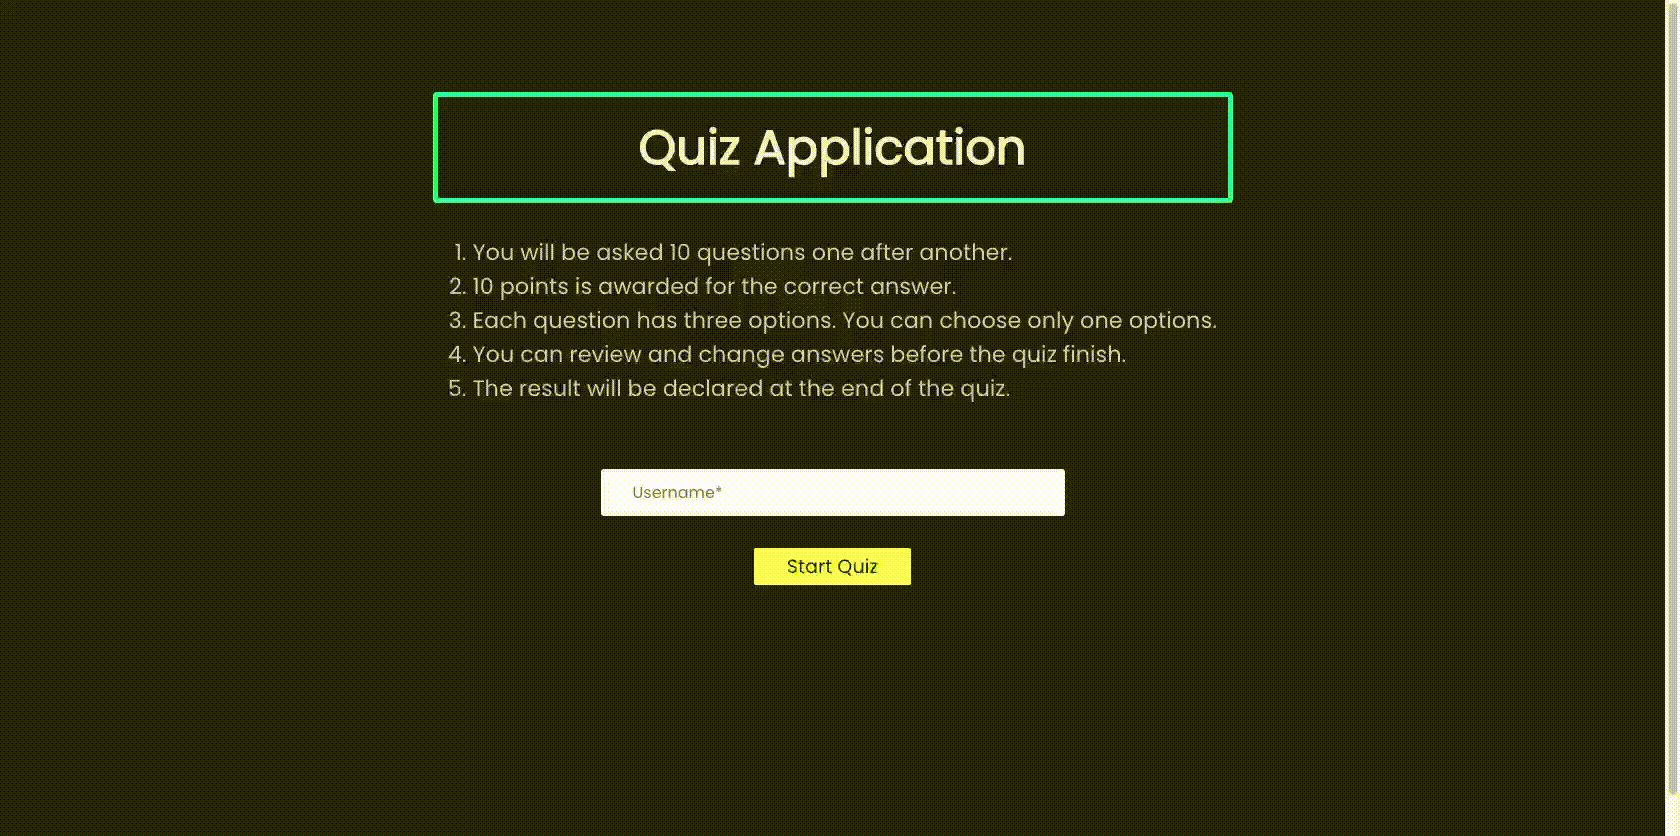 Quiz Application
1. You will be asked 10 questions one after another.
2. 10 points is awarded for the correct answer.
3. Each question has three options. You can choose only one options.
4. You can review and change answers before the quiz finish.
5. The result will be declared at the end of the quiz.
Username*
Start Quiz